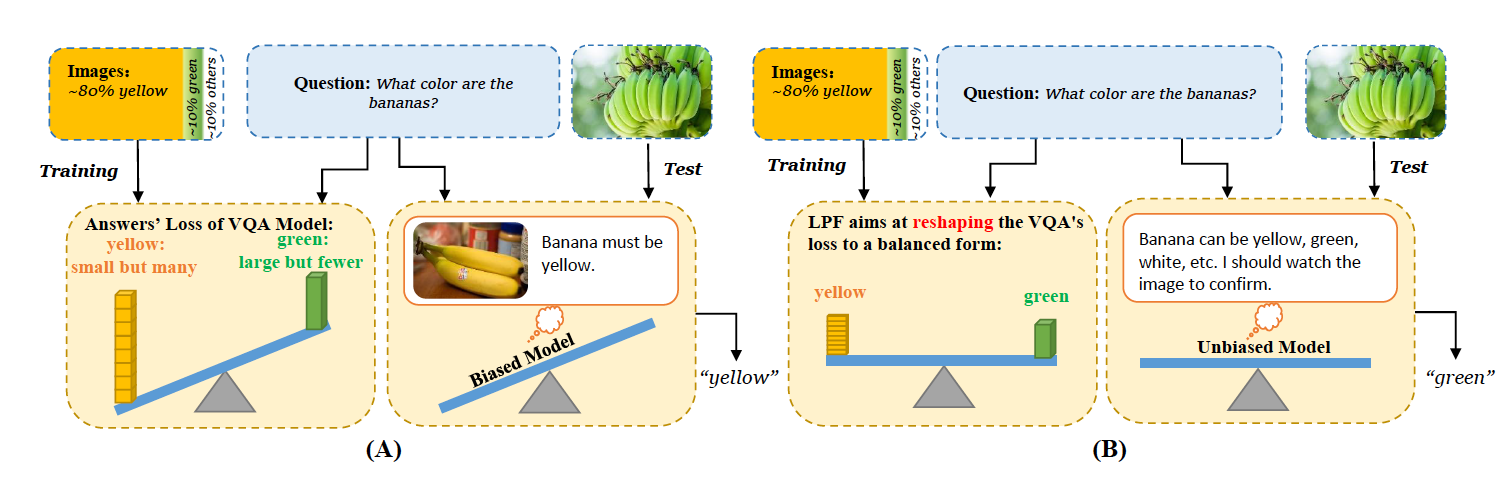 Images:
~80% yellow
~10% green
~10% others
Question: What color are the
bananas?
Training
Test
Answers' Loss of VQA Model:
yellow:
small but many
green:
large but fewer
Banana must be
yellow.
Biased Model
"yellow"
(A)
Images:
~80% yellow
~10% green
~10% others
Question: What color are the bananas?
Training
Test
LPF aims at reshaping the VQA's
loss to a balanced form:
yellow
green
Banana can be yellow, green,
white, etc. I should watch the
image to confirm.
Unbiased Model
"green"
(B)